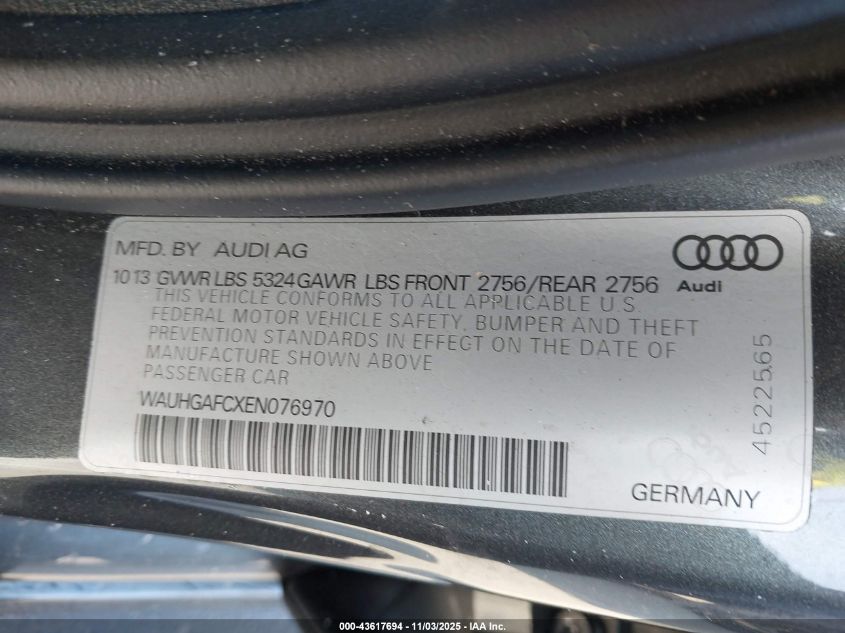 MFD. BY AUDI AG
1013 GVWR LBS 5324 GAWR LBS FRONT 2756/REAR 2756
Audi
THIS VEHICLE CONFORMS TO ALL APPLICABLE U.S.
FEDERAL MOTOR VEHICLE SAFETY, BUMPER AND THEFT
PREVENTION STANDARDS IN EFFECT ON THE DATE OF
MANUFACTURE SHOWN ABOVE
PASSENGER CAR
WAUHGAFCXEN076970
4522565
GERMANY
000-43617694 - 11/03/2025 - IAA Inc.